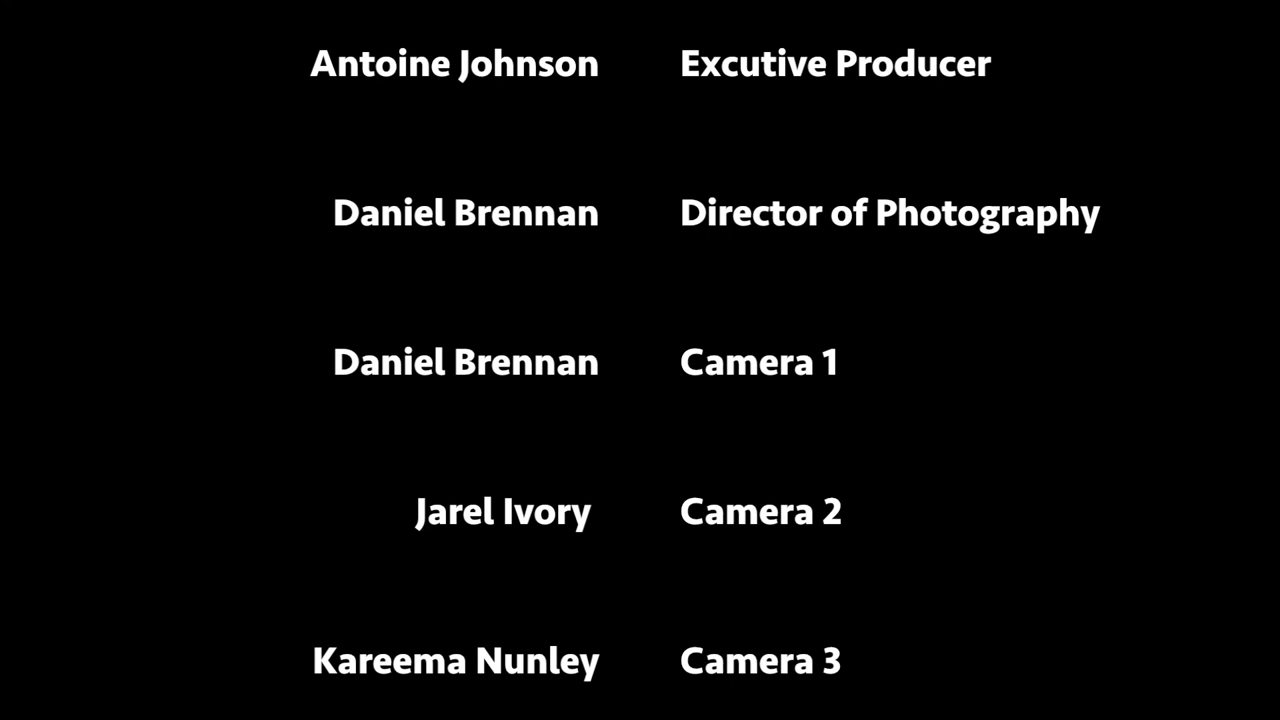 Antoine Johnson Excutive Producer
Daniel Brennan Director of Photography
Daniel Brennan Camera 1
Jarel Ivory Camera 2
Kareema Nunley Camera 3